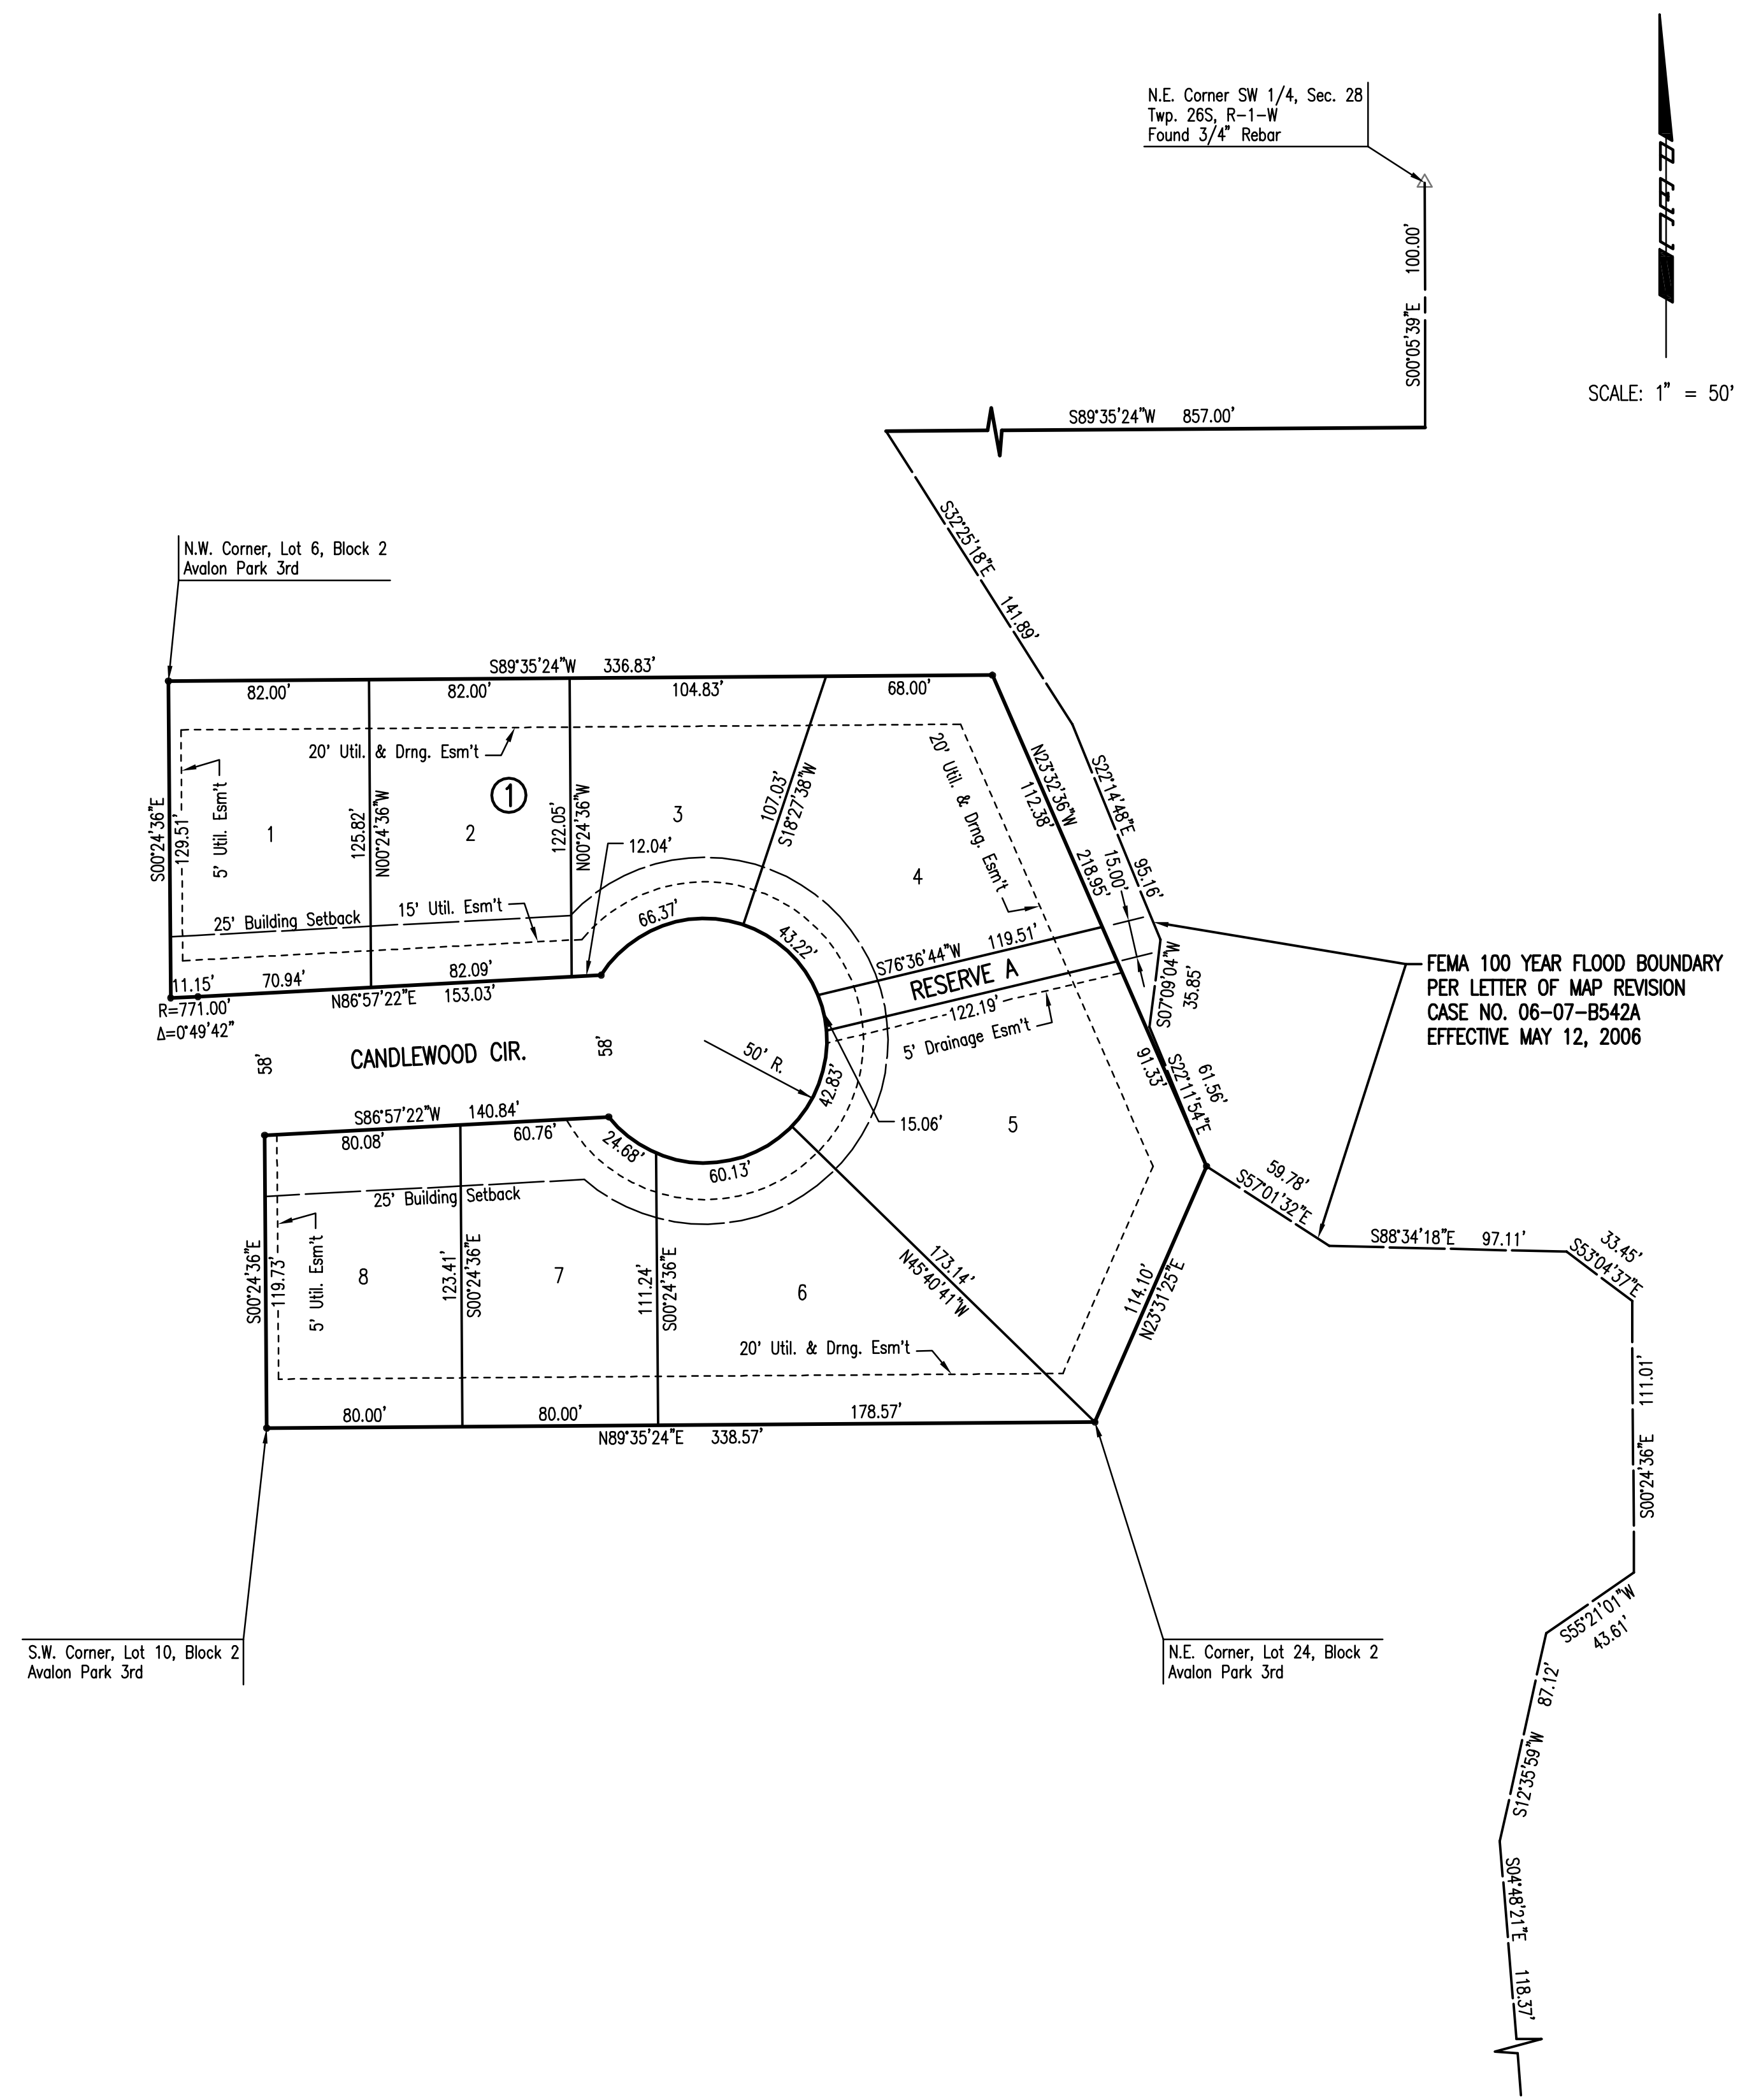 N.E. Corner SW 1/4, Sec. 28
Twp. 26S, R-1-W
Found 3/4" Rebar
100.00'
S00°05'39"E
SCALE: 1" = 50'
S89°35'24"W 857.00'
S32°25'18"E 141.89'
N.W. Corner, Lot 6, Block 2
Avalon Park 3rd
S89°35'24"W 336.83'
82.00'
82.00'
104.83'
68.00'
20' Util. & Drng. Esm't
1
20' Util. & Drng. Esm't
N23°32'36"W
112.38'
218.95'
S22°14'48"E 95.16'
15.00'
S00°24'36"E
129.51'
5' Util. Esm't
1
125.82'
N00°24'36"W
2
122.05'
N00°24'36"W
3
107.03'
S18°27'38"W
12.04'
4
25' Building Setback
15' Util. Esm't
66.37'
43.22'
S76°36'44"W 119.51'
RESERVE A
S07°09'04"W
35.85'
FEMA 100 YEAR FLOOD BOUNDARY
PER LETTER OF MAP REVISION
CASE NO. 06-07-B542A
EFFECTIVE MAY 12, 2006
11.15'
70.94'
82.09'
R=771.00'
N86°57'22"E 153.03'
Δ=0°49'42"
122.19'
5' Drainage Esm't
58'
CANDLEWOOD CIR.
58'
50' R.
42.83'
91.33'
S22°11'54"E
61.56'
15.06'
5
S86°57'22"W 140.84'
80.08'
60.76'
24.68'
60.13'
59.78'
S57°01'32"E
25' Building Setback
S88°34'18"E 97.11'
33.45'
S53°04'37"E
S00°24'36"E
119.73'
5' Util. Esm't
8
123.41'
S00°24'36"E
7
111.24'
S00°24'36"E
6
173.14'
N45°40'41"W
114.10'
N23°31'25"E
20' Util. & Drng. Esm't
111.01'
S00°24'36"E
80.00'
80.00'
178.57'
N89°35'24"E 338.57'
S55°21'01"W
43.61'
S.W. Corner, Lot 10, Block 2
Avalon Park 3rd
N.E. Corner, Lot 24, Block 2
Avalon Park 3rd
87.12'
S12°35'59"W
S04°48'21"E 118.37'